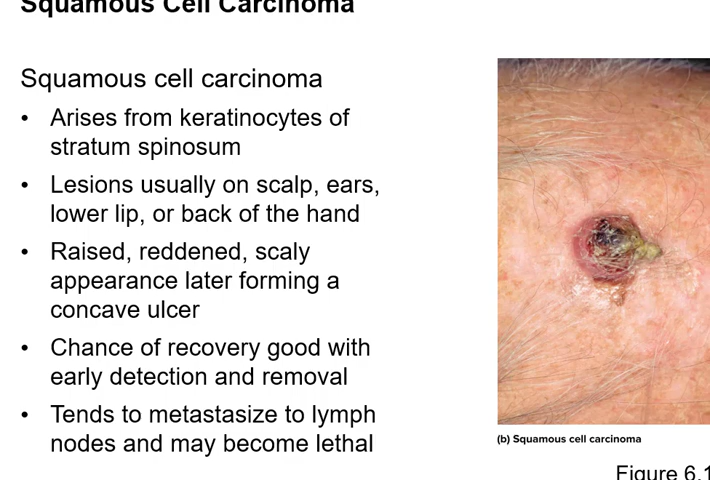 Squamous Cell Carcinoma
Squamous cell carcinoma
• Arises from keratinocytes of
stratum spinosum
• Lesions usually on scalp, ears,
lower lip, or back of the hand
• Raised, reddened, scaly
appearance later forming a
concave ulcer
• Chance of recovery good with
early detection and removal
• Tends to metastasize to lymph
nodes and may become lethal
(b) Squamous cell carcinoma
Figure 6.1